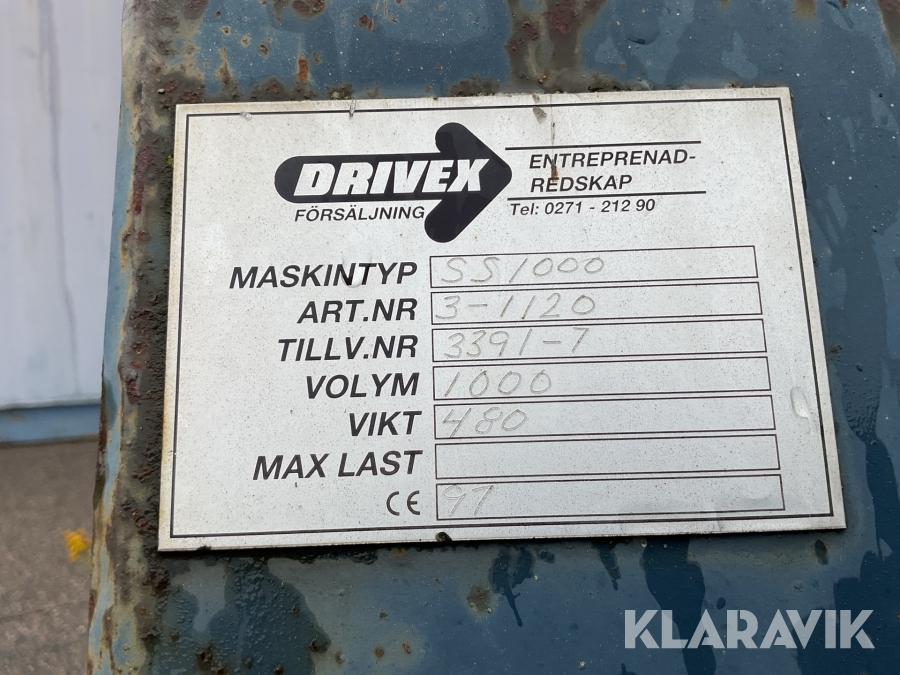 DRIVEX
FÖRSÄLJNING
ENTREPRENAD-
REDSKAP
Tel: 0271 - 212 90
MASKINTYP SS1000
ART.NR 3-1120
TILLV.NR 3391-7
VOLYM 1000
VIKT 480
MAX LAST
CE 97
KLARAVIK